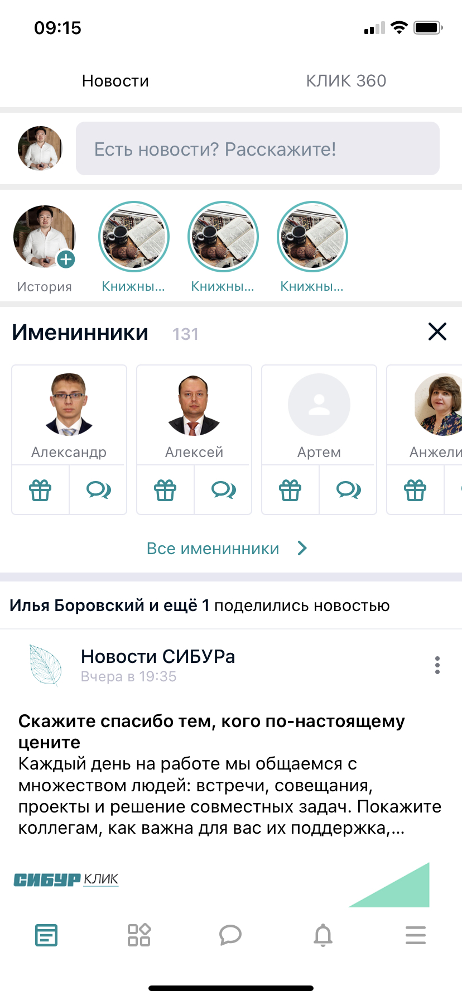 09:15
Новости
КЛИК 360
Есть новости? Расскажите!
История
Книжны...
Книжны...
Книжны...
Именинники 131
Александр
Алексей
Артем
Анжели
Все именинники
Илья Боровский и ещё 1 поделились новостью
Новости СИБУРа
Вчера в 19:35
Скажите спасибо тем, кого по-настоящему
цените
Каждый день на работе мы общаемся с
множеством людей: встречи, совещания,
проекты и решение совместных задач. Покажите
коллегам, как важна для вас их поддержка,...
СИБУР КЛИК